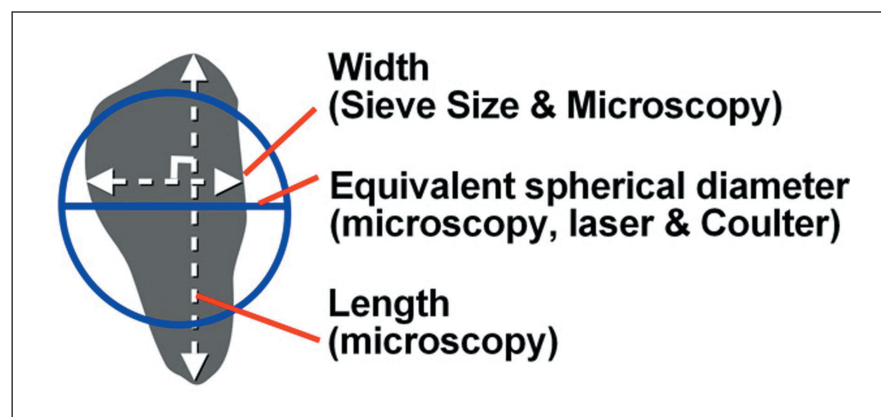 Width
(Sieve Size & Microscopy)
Equivalent spherical diameter
(microscopy, laser & Coulter)
Length
(microscopy)